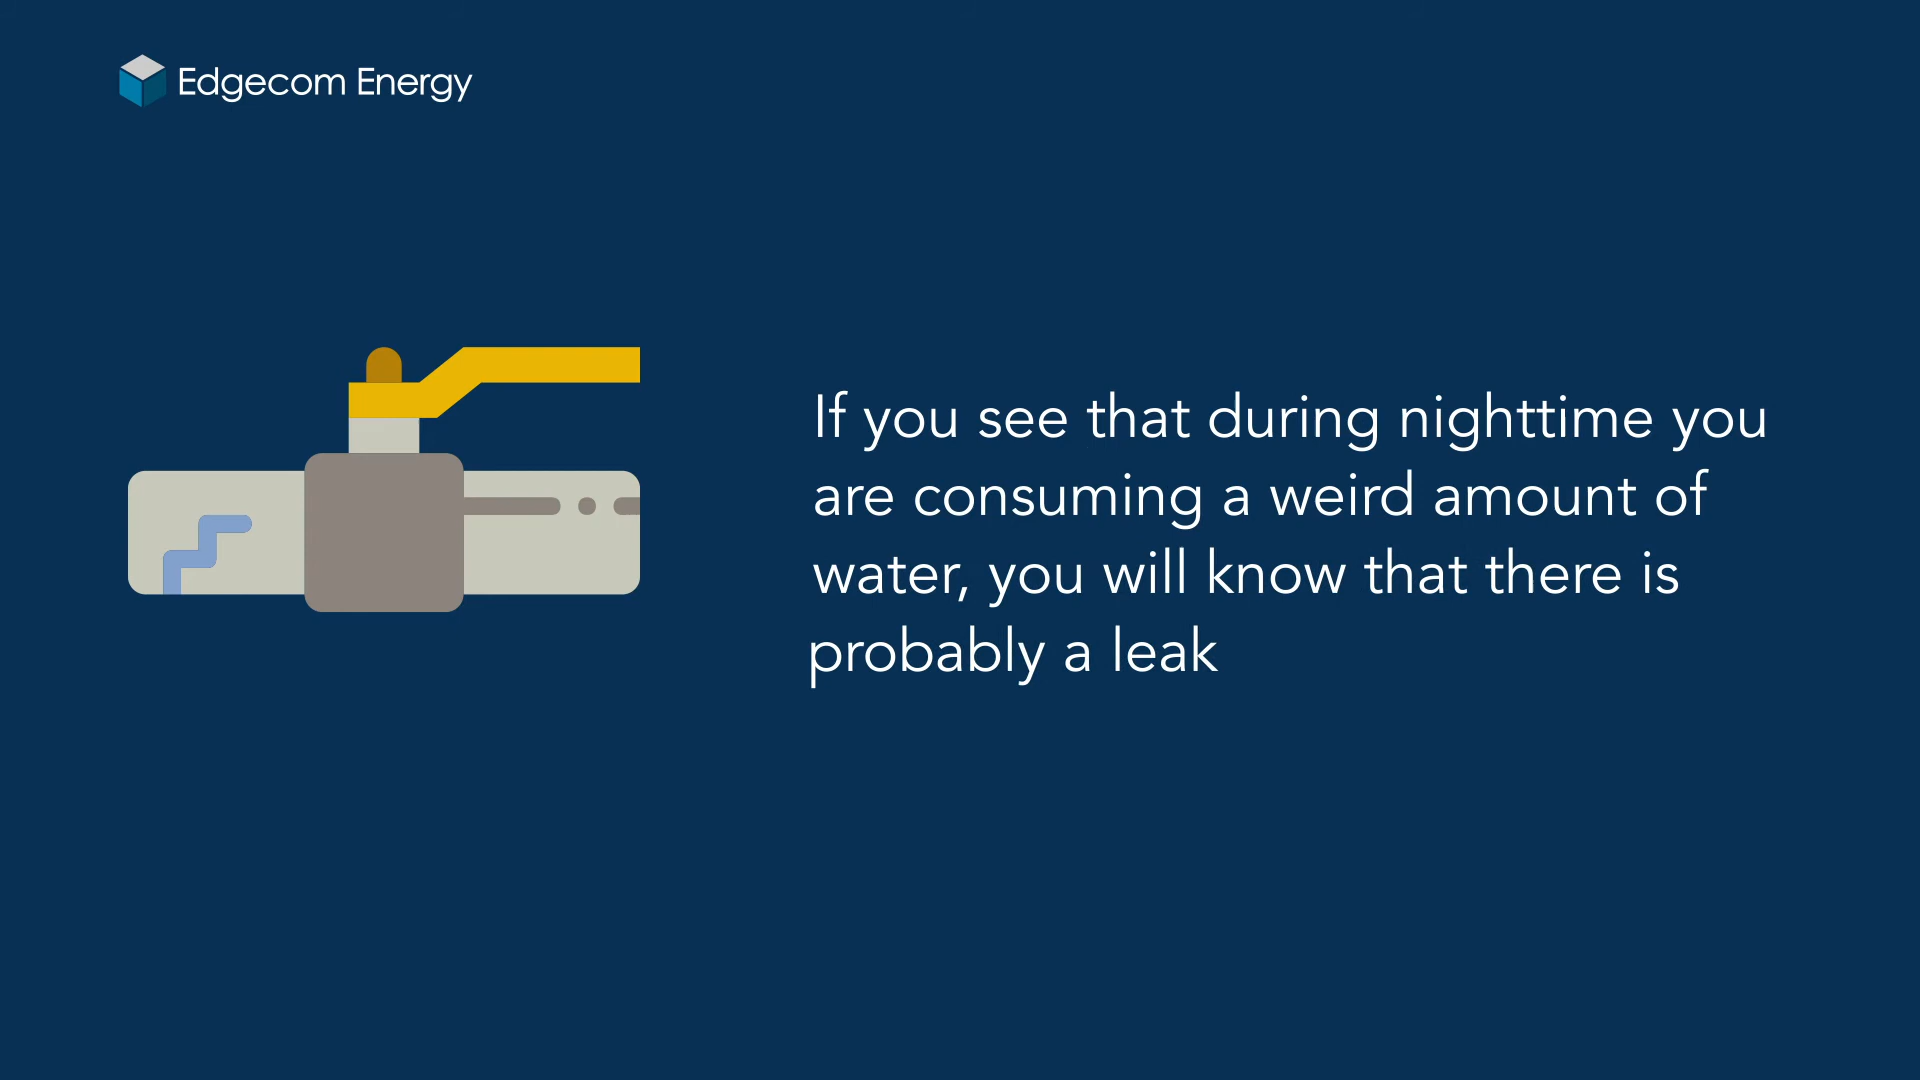 Edgecom Energy
If you see that during nighttime you
are consuming a weird amount of
water, you will know that there is
probably a leak